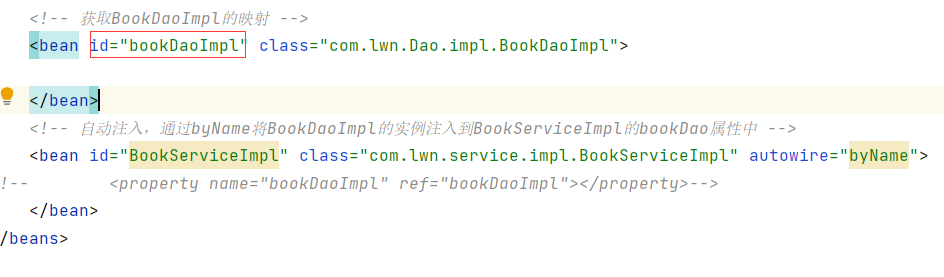 <!-- 获取BookDaoImpl的映射 -->
<bean id="bookDaoImpl" class="com.lwn.Dao.impl.BookDaoImpl">
</bean>
<!-- 自动注入，通过byName将BookDaoImpl的实例注入到BookServiceImpl的bookDao属性中 -->
<bean id="BookServiceImpl" class="com.lwn.service.impl.BookServiceImpl" autowire="byName">
!-- <property name="bookDaoImpl" ref="bookDaoImpl"></property>-->
</bean>
/beans>